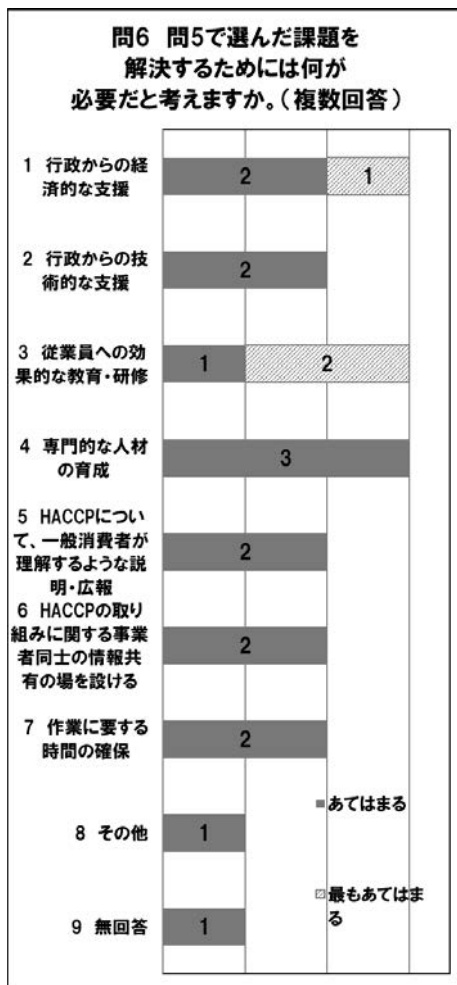 問6 問5で選んだ課題を
解決するためには何が
必要だと考えますか。(複数回答)
1 行政からの経
済的な支援
2
1
2 行政からの技
術的な支援
2
3 従業員への効
果的な教育・研修
1
2
4 専門的な人材
の育成
3
5 HACCPについ
て、一般消費者が
理解するような説
明・広報
2
6 HACCPの取り
組みに関する事業
者同士の情報共
有の場を設ける
2
7 作業に要する
時間の確保
2
8 その他
1
9 無回答
1
あてはまる
最もあてはま
る